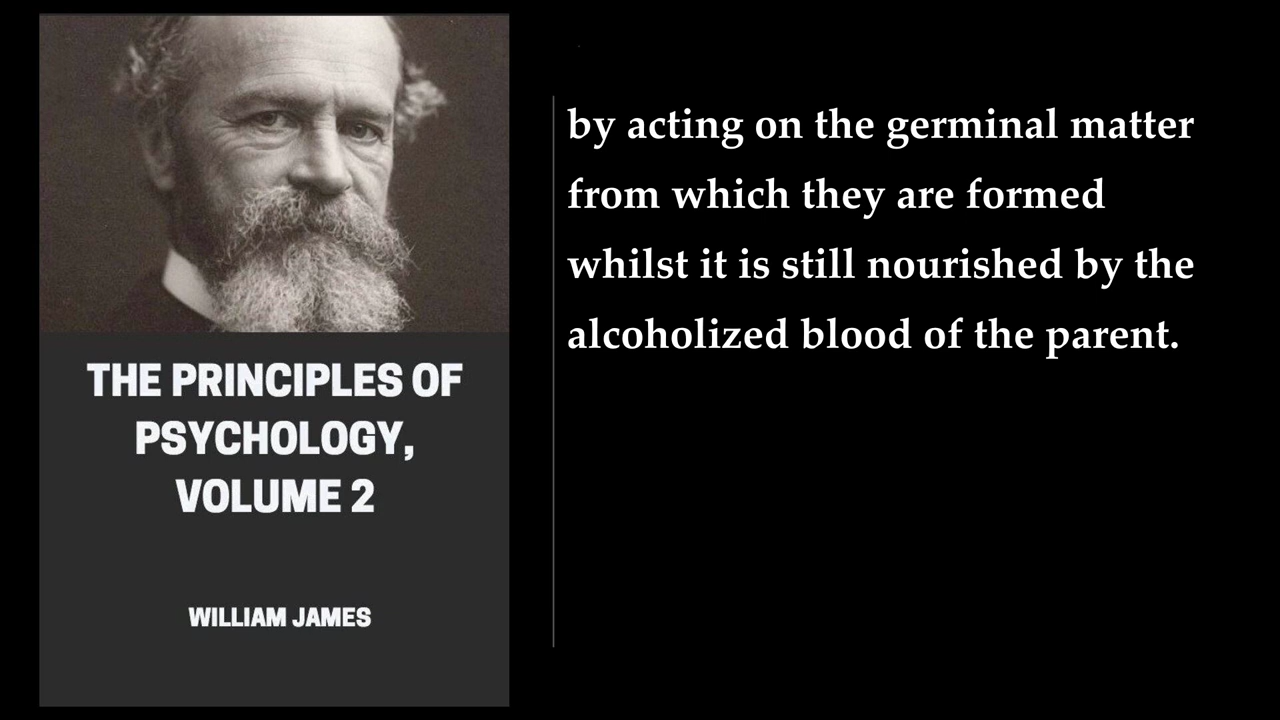 THE PRINCIPLES OF
PSYCHOLOGY,
VOLUME 2
WILLIAM JAMES
by acting on the germinal matter
from which they are formed
whilst it is still nourished by the
alcoholized blood of the parent.